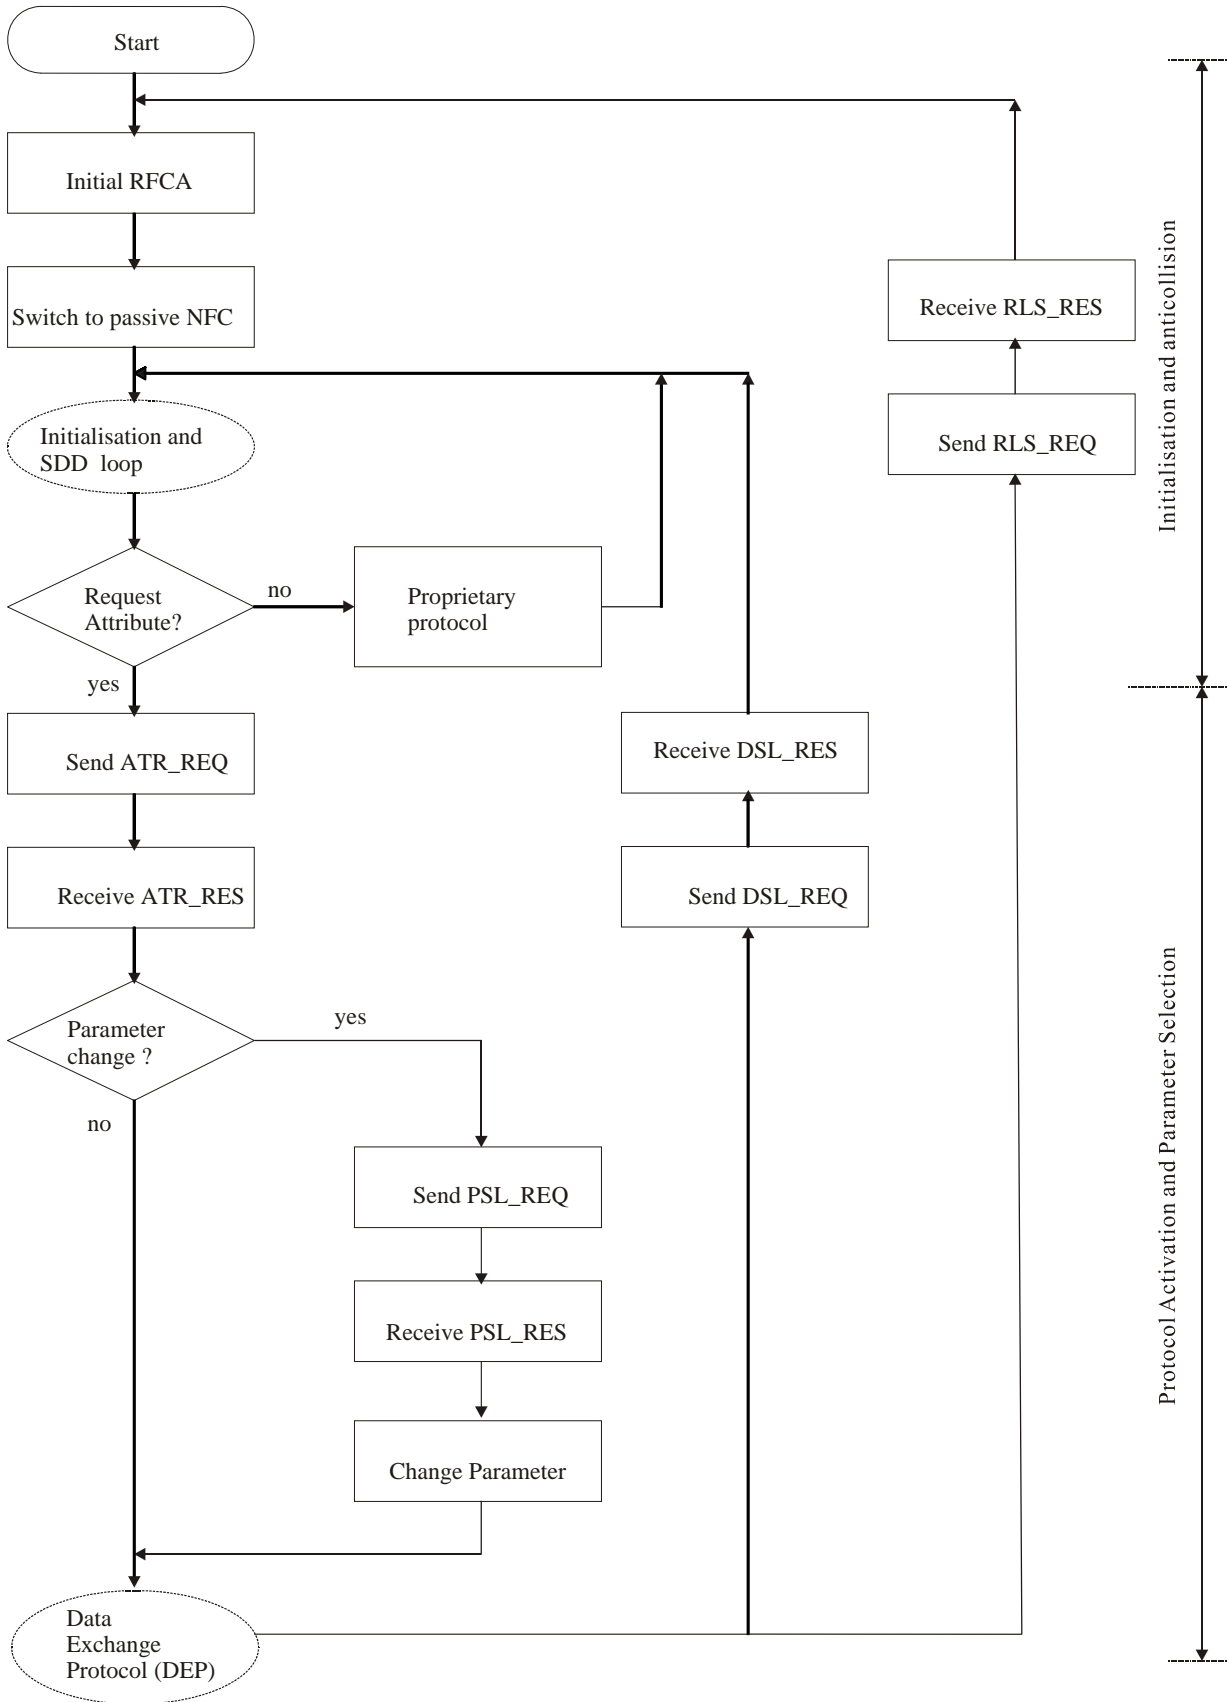 Start
Initial RFCA
Switch to passive NFC
Initialisation and
SDD loop
Request
Attribute?
no
Proprietary
protocol
yes
Send ATR_REQ
Receive ATR_RES
Parameter
change ?
yes
no
Send PSL_REQ
Receive PSL_RES
Change Parameter
Data
Exchange
Protocol (DEP)
Receive DSL_RES
Send DSL_REQ
Receive RLS_RES
Send RLS_REQ
Initialisation and anticollision
Protocol Activation and Parameter Selection